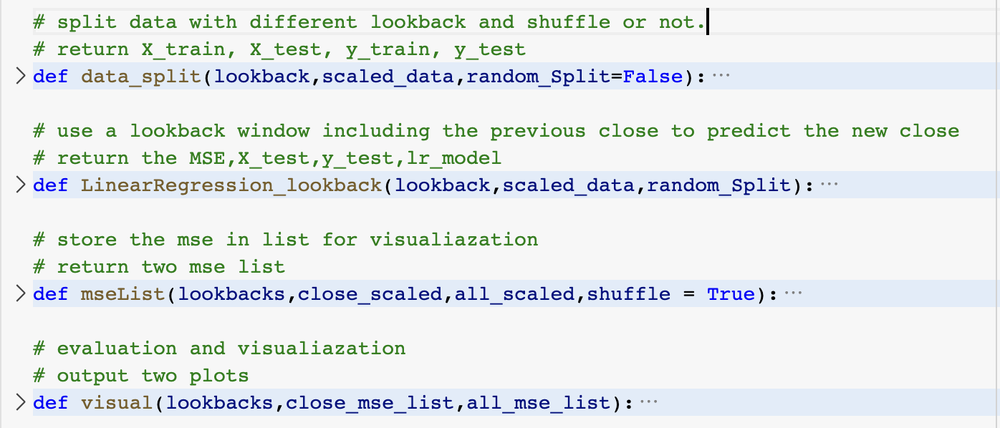 # split data with different lookback and shuffle or not.
# return X_train, X_test, y_train, y_test
def data_split(lookback,scaled_data,random_Split=False):···
# use a lookback window including the previous close to predict the new close
# return the MSE,X_test,y_test,lr_model
def LinearRegression_lookback(lookback,scaled_data,random_Split):···
# store the mse in list for visualiazation
# return two mse list
def mseList(lookbacks,close_scaled,all_scaled,shuffle = True):···
# evaluation and visualiazation
# output two plots
def visual(lookbacks,close_mse_list,all_mse_list):···